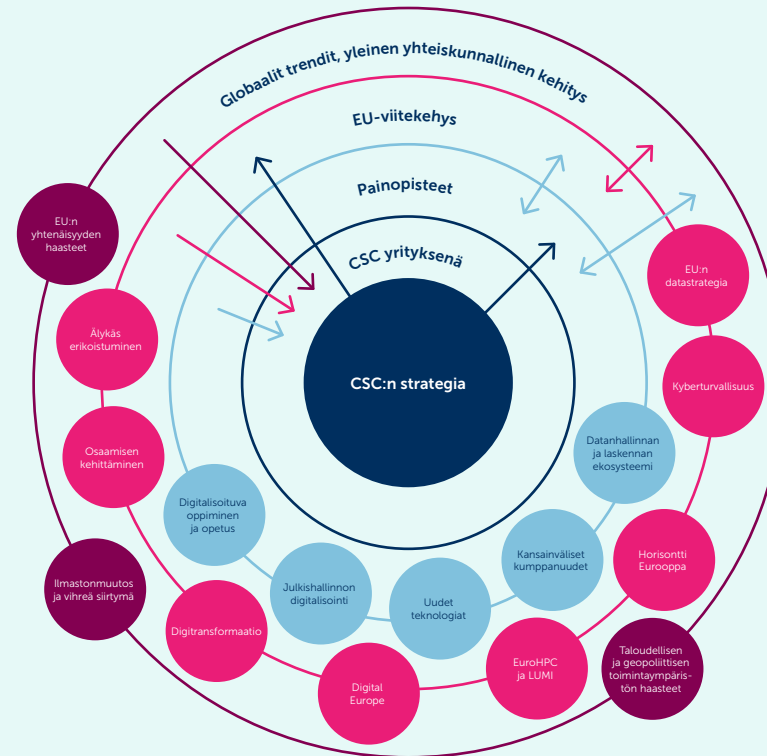 Globaalit trendit, yleinen yhteiskunnallinen kehitys
EU-viitekehys
Painopisteet
CSC yrityksenä
CSC:n strategia
EU:n
yhtenäisyyden
haasteet
EU:n
datastrategia
Älykäs
erikoistuminen
Kyberturvallisuus
Osaamisen
kehittäminen
Datanhallinnan
ja laskennan
ekosysteemi
Digitalisoituva
oppiminen
ja opetus
Ilmastonmuutos
ja vihreä siirtymä
Julkishallinnon
digitalisointi
Uudet
teknologiat
Kansainväliset
kumppanuudet
Horisontti
Eurooppa
Digitransformaatio
Digital
Europe
EuroHPC
ja LUMI
Taloudellisen
ja geopoliittisen
toimintaympäris-
tön haasteet